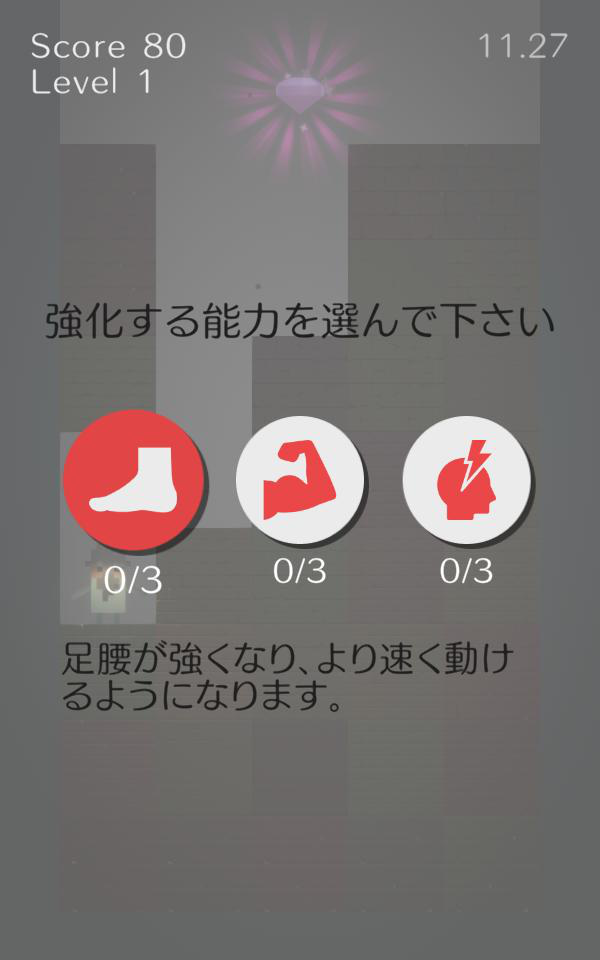 Score 80
11.27
Level 1
強化する能力を選んで下さい
0/3
0/3
0/3
足腰が強くなり、より速く動け
るようになります。